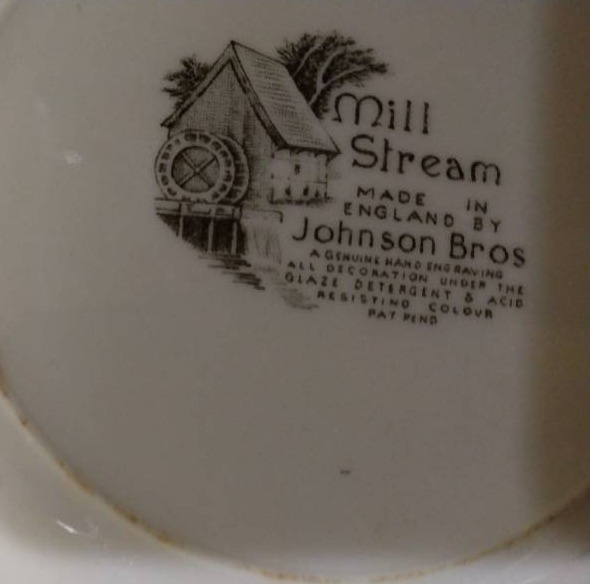 Mill
Stream
MADE IN
ENGLAND BY
Johnson Bros
A GENUINE HAND ENGRAVING
ALL DECORATION UNDER THE
GLAZE DETERGENT & ACID
RESISTING COLOUR
PAT PEND